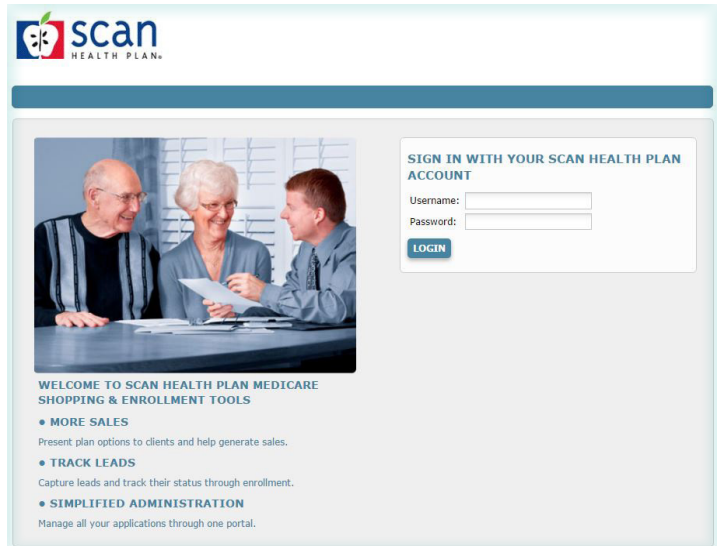 scan
HEALTH PLAN®
SIGN IN WITH YOUR SCAN HEALTH PLAN
ACCOUNT
Username:
Password:
LOGIN
WELCOME TO SCAN HEALTH PLAN MEDICARE
SHOPPING & ENROLLMENT TOOLS
• MORE SALES
Present plan options to clients and help generate sales.
• TRACK LEADS
Capture leads and track their status through enrollment.
• SIMPLIFIED ADMINISTRATION
Manage all your applications through one portal.